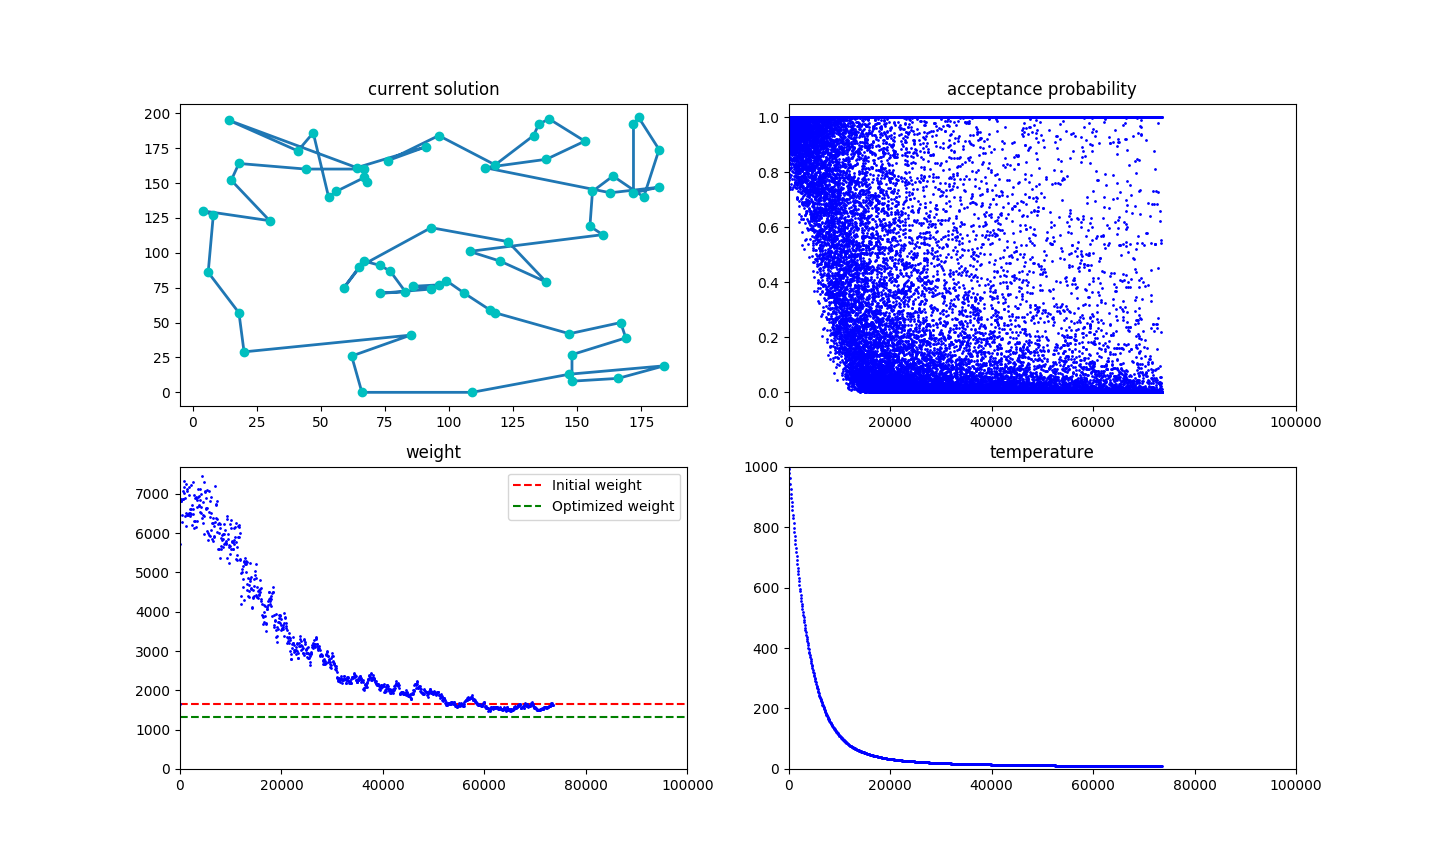 current solution
200
175
150
125
100
75
50
25
0
0 25 50 75 100 125 150 175
acceptance probability
1.0
0.8
0.6
0.4
0.2
0.0
0 20000 40000 60000 80000 100000
weight
7000
6000
5000
4000
3000
2000
1000
0
0 20000 40000 60000 80000 100000
Initial weight
Optimized weight
temperature
1000
800
600
400
200
0
0 20000 40000 60000 80000 100000